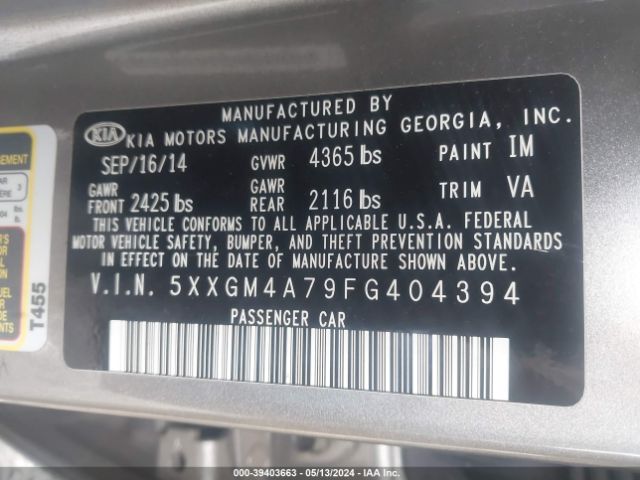 MANUFACTURED BY
KIA KIA MOTORS MANUFACTURING GEORGIA, INC.
SEP/16/14 GVWR 4365 lbs PAINT IM
GAWR FRONT 2425 lbs GAWR REAR 2116 lbs TRIM VA
THIS VEHICLE CONFORMS TO ALL APPLICABLE U.S.A. FEDERAL
MOTOR VEHICLE SAFETY, BUMPER, AND THEFT PREVENTION STANDARDS
IN EFFECT ON THE DATE OF MANUFACTURE SHOWN ABOVE.
V.I.N. 5XXGM4A79FG404394
PASSENGER CAR
T455
000-39403663 - 05/13/2024 - IAA Inc.